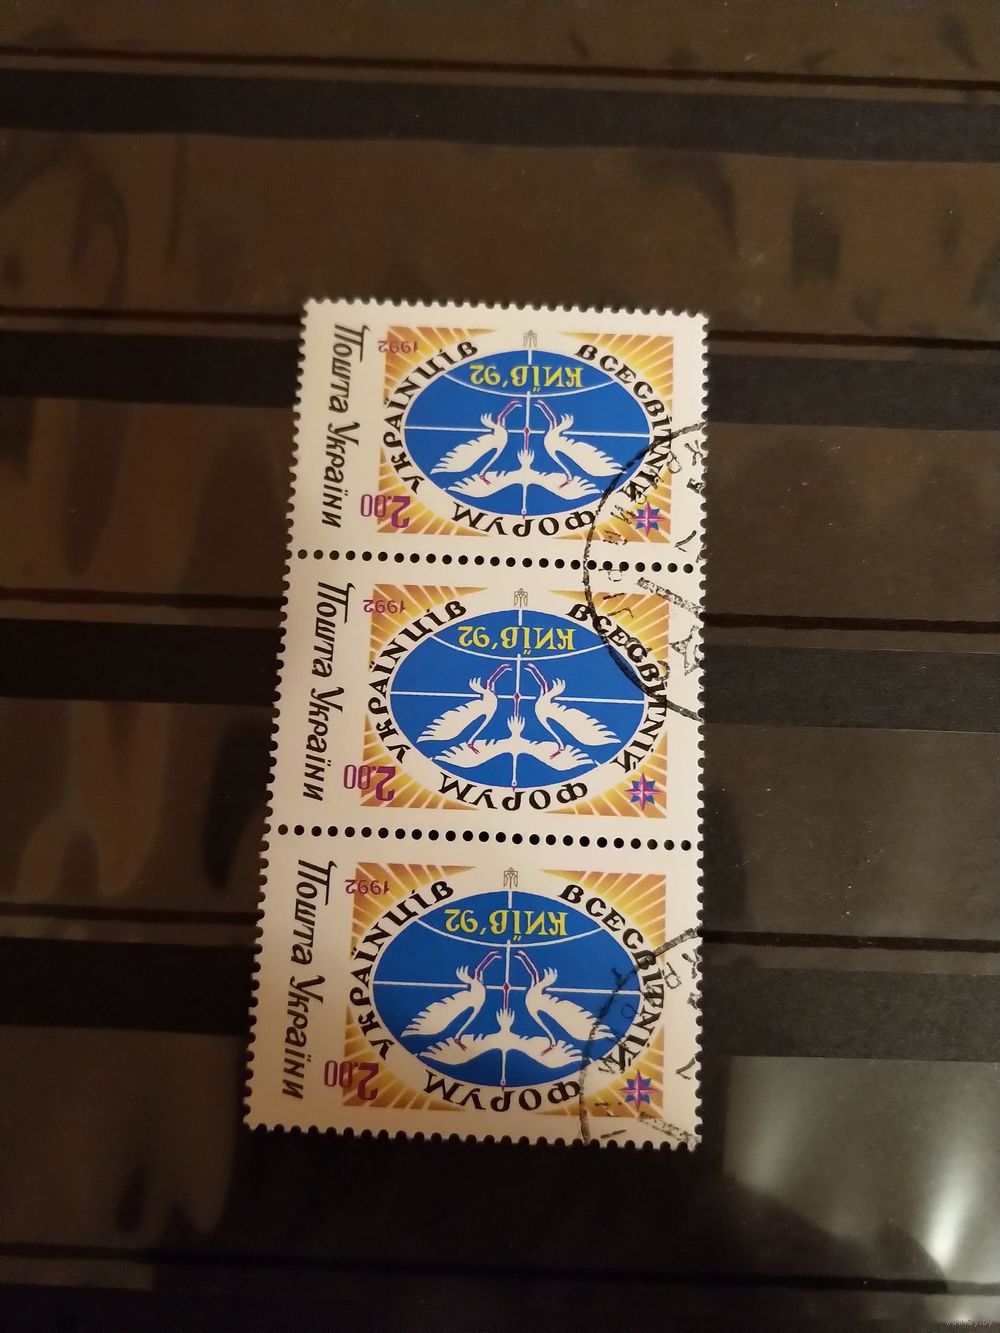 Пошта України
1992
ВСЕСВІТНІЙ ФОРУМ УКРАЇНЦІВ
КИЇВ'92
2.00
Пошта України
1992
ВСЕСВІТНІЙ ФОРУМ УКРАЇНЦІВ
КИЇВ'92
2.00
Пошта України
1992
ВСЕСВІТНІЙ ФОРУМ УКРАЇНЦІВ
КИЇВ'92
2.00